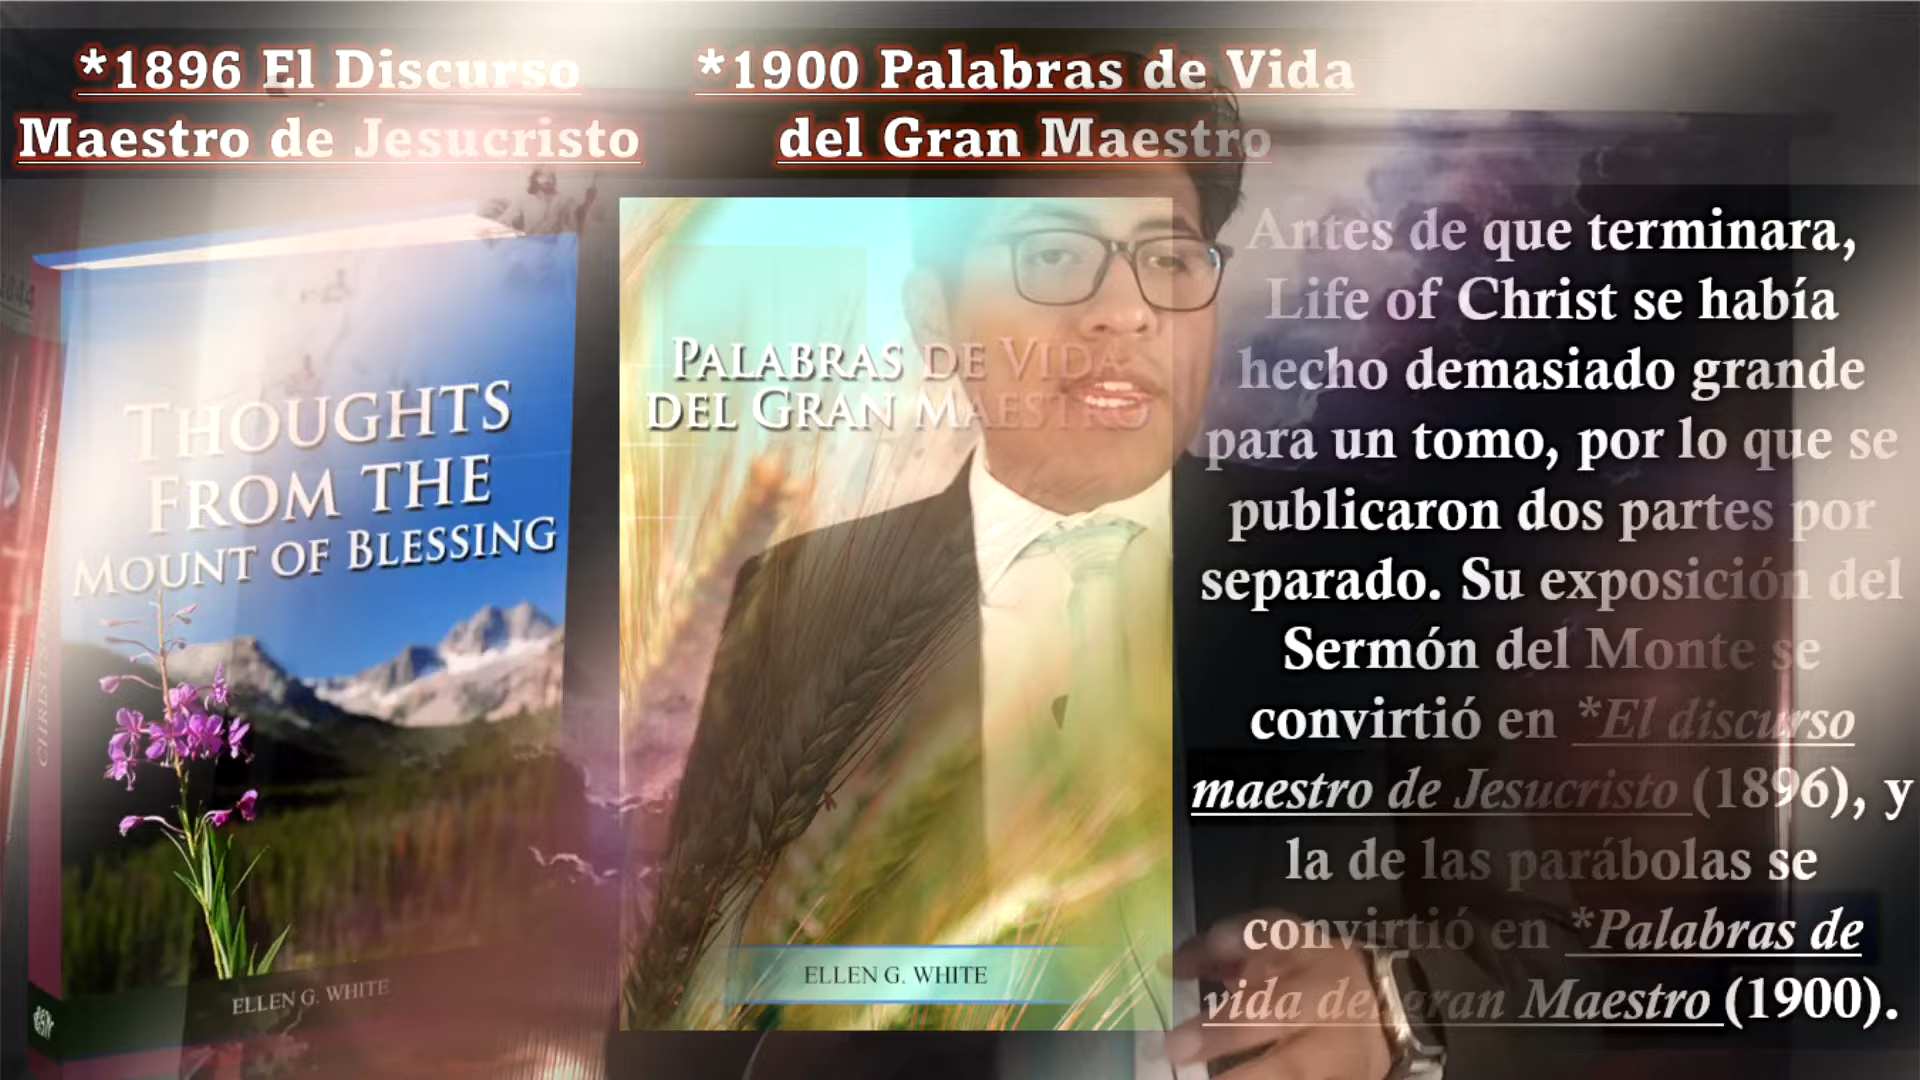 *1896 El Discurso
Maestro de Jesucristo
*1900 Palabras de Vida
del Gran Maestro
THOUGHTS
FROM THE
MOUNT OF BLESSING
ELLEN G. WHITE
PALABRAS DE VIDA
DEL GRAN MAESTRO
ELLEN G. WHITE
Antes de que terminara,
Life of Christ se había
hecho demasiado grande
para un tomo, por lo que se
publicaron dos partes por
separado. Su exposición del
Sermón del Monte se
convirtió en *El discurso
maestro de Jesucristo (1896), y
la de las parábolas se
convirtió en *Palabras de
vida del gran Maestro (1900).